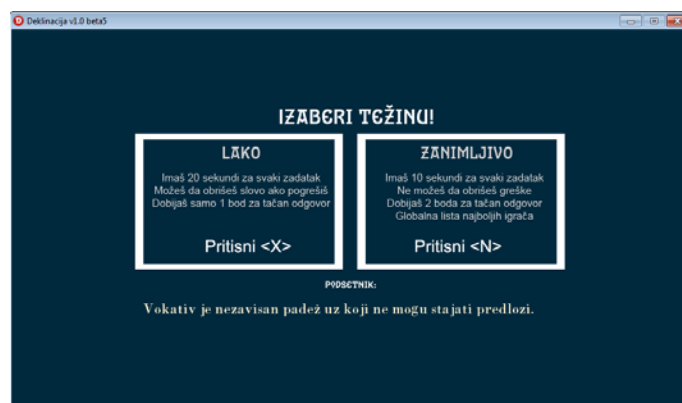 Deklinacija v1.0 beta5
IZABERI TEŽINU!
LAKO
Imaš 20 sekundi za svaki zadatak
Možeš da obrišeš slovo ako pogrešiš
Dobijaš samo 1 bod za tačan odgovor
Pritisni <X>
ZANIMLJIVO
Imaš 10 sekundi za svaki zadatak
Ne možeš da obrišeš greške
Dobijaš 2 boda za tačan odgovor
Globalna lista najboljih igrača
Pritisni <N>
PODSETNIK:
Vokativ je nezavisan padež uz koji ne mogu stajati predlozi.